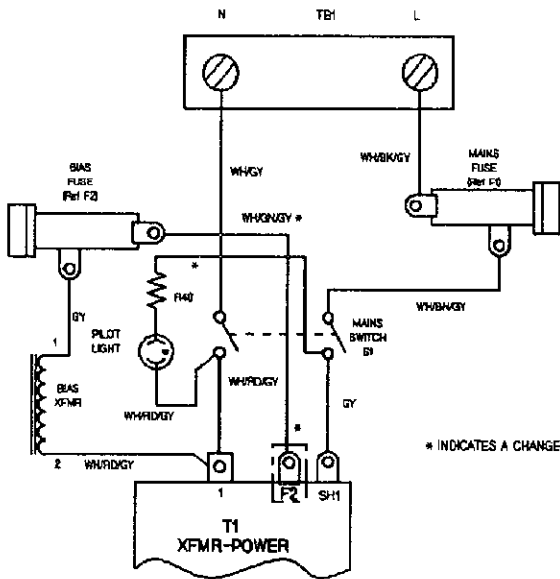 N TB1 L
BIAS
FUSE
(Ref F2)
WH/GY
WH/BK/GY
MAINS
FUSE
(Ref F1)
WH/GN/GY *
*
R40
GY
1
PILOT
LIGHT
WH/BN/GY
MAINS
SWITCH
S1
BIAS
XFMR
WH/RD/GY
WH/RD/GY
GY
2
WH/RD/GY
*
* INDICATES A CHANGE
1
F2
SH1
T1
XFMR-POWER